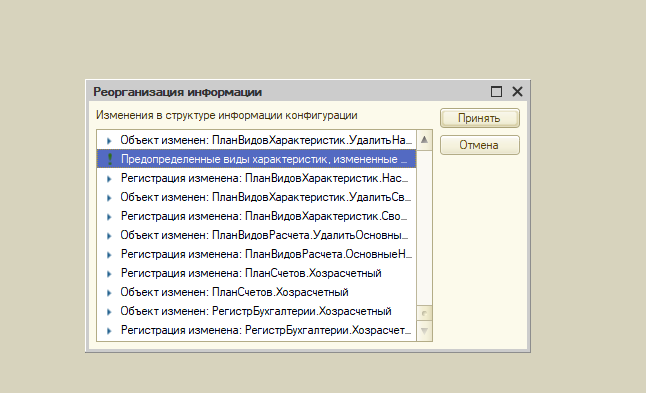 Реорганизация информации
Изменения в структуре информации конфигурации
Принять
Отмена
Объект изменен: ПланВидовХарактеристик.УдалитьНа...
Предопределенные виды характеристик, измененные ...
Регистрация изменена: ПланВидовХарактеристик.Нас...
Объект изменен: ПланВидовХарактеристик.УдалитьСв...
Регистрация изменена: ПланВидовХарактеристик.Сво...
Объект изменен: ПланВидовРасчета.УдалитьОсновны...
Регистрация изменена: ПланВидовРасчета.ОсновныеН...
Регистрация изменена: ПланСчетов.Хозрасчетный
Объект изменен: ПланСчетов.Хозрасчетный
Объект изменен: РегистрБухгалтерии.Хозрасчетный
Регистрация изменена: РегистрБухгалтерии.Хозрасчет...